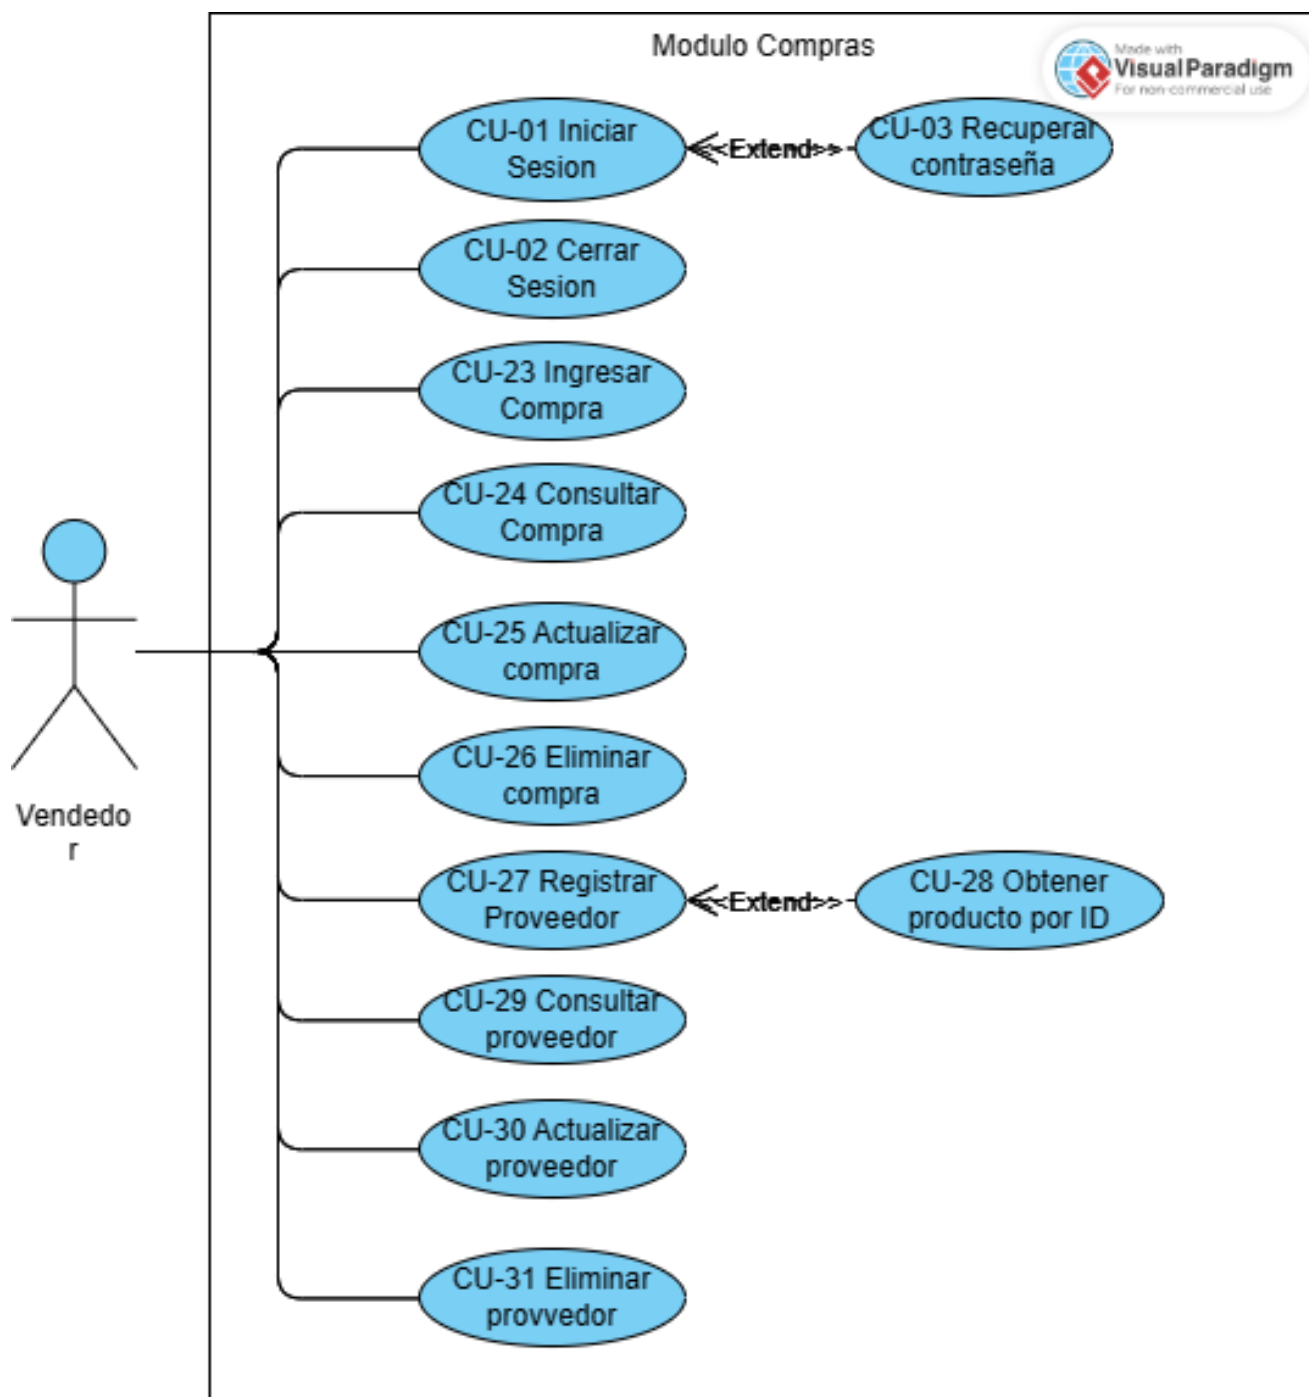 Modulo Compras
Made with
Visual Paradigm
For non-commercial use
CU-01 Iniciar
Sesion
<<Extend>>
CU-03 Recuperar
contraseña
CU-02 Cerrar
Sesion
CU-23 Ingresar
Compra
CU-24 Consultar
Compra
CU-25 Actualizar
compra
CU-26 Eliminar
compra
Vendedo
r
CU-27 Registrar
Proveedor
<<Extend>>
CU-28 Obtener
producto por ID
CU-29 Consultar
proveedor
CU-30 Actualizar
proveedor
CU-31 Eliminar
provvedor